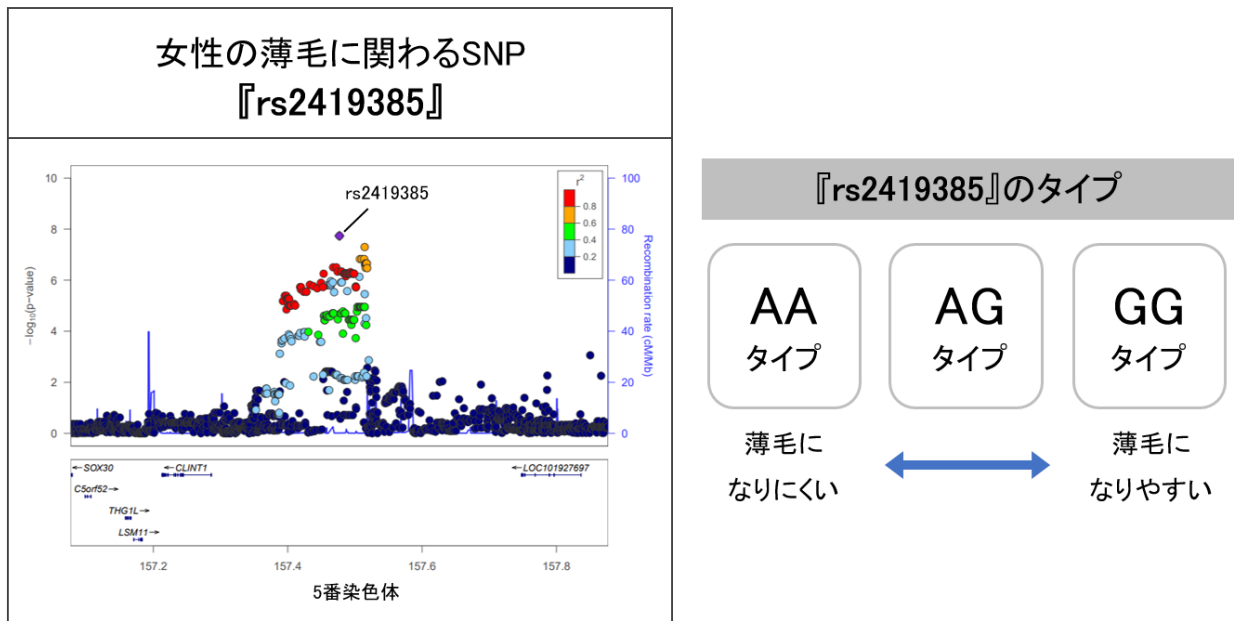 女性の薄毛に関わるSNP
『rs2419385』
rs2419385
r²
0.8
0.6
0.4
0.2
10
8
6
4
2
0
−log₁₀(p−value)
100
80
60
40
20
0
Recombination rate (cM/Mb)
←SOX30
←CLINT1
←LOC101927697
C5orf52→
THG1L→
LSM11→
157.2
157.4
157.6
157.8
5番染色体
『rs2419385』のタイプ
AA
タイプ
AG
タイプ
GG
タイプ
薄毛に
なりにくい
薄毛に
なりやすい